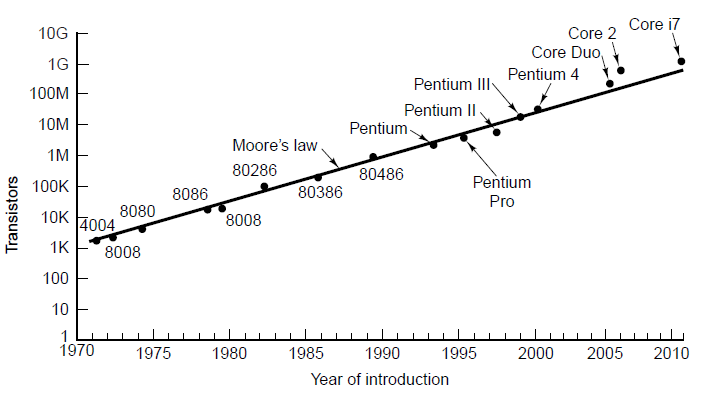 10G
1G
100M
10M
1M
100K
10K
1K
100
10
1
Transistors
1970
1975
1980
1985
1990
1995
2000
2005
2010
Year of introduction
4004
8008
8080
8086
8008
80286
80386
80486
Moore's law
Pentium
Pentium II
Pentium
Pro
Pentium III
Pentium 4
Core Duo
Core 2
Core i7